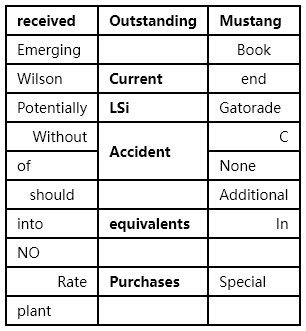 received Outstanding Mustang
Emerging Book
Wilson Current end
Potentially LSi Gatorade
Without Accident C
of None
should Additional
into equivalents In
NO
Rate Purchases Special
plant